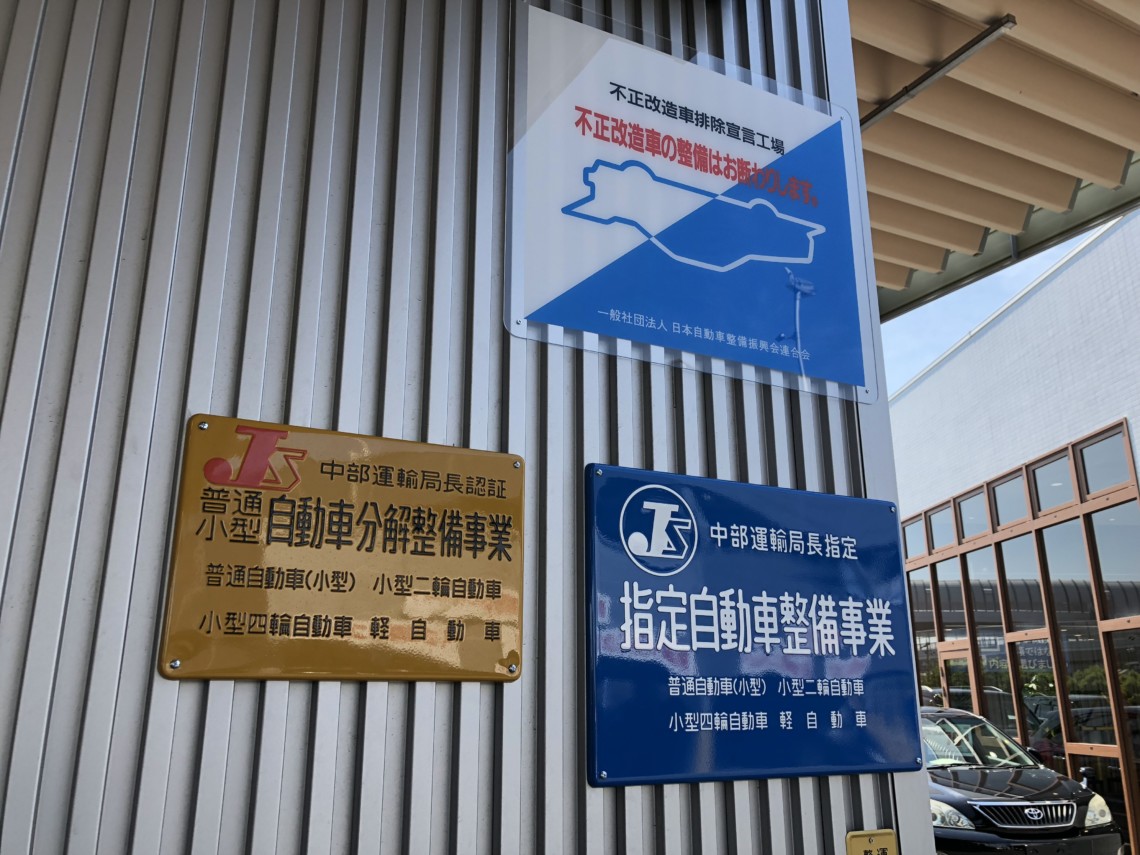 不正改造車排除宣言工場
不正改造車の整備はお断わりします。
一般社団法人 日本自動車整備振興会連合会
JS 中部運輸局長認証
普通
小型
自動車分解整備事業
普通自動車(小型) 小型二輪自動車
小型四輪自動車 軽自動車
JS 中部運輸局長指定
指定自動車整備事業
普通自動車(小型) 小型二輪自動車
小型四輪自動車 軽自動車